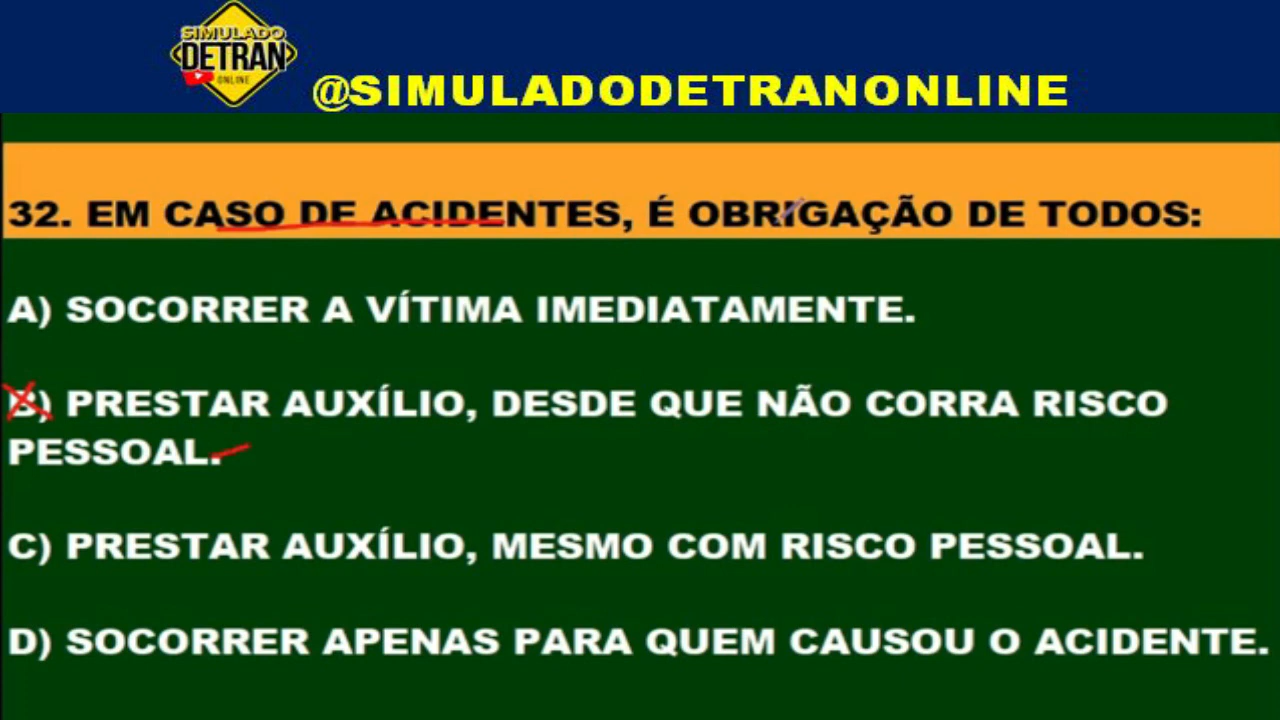 SIMULADO
DETRAN
ONLINE
@SIMULADODETRANONLINE
32. EM CASO DE ACIDENTES, É OBRIGAÇÃO DE TODOS:
A) SOCORRER A VÍTIMA IMEDIATAMENTE.
B) PRESTAR AUXÍLIO, DESDE QUE NÃO CORRA RISCO
PESSOAL.
C) PRESTAR AUXÍLIO, MESMO COM RISCO PESSOAL.
D) SOCORRER APENAS PARA QUEM CAUSOU O ACIDENTE.